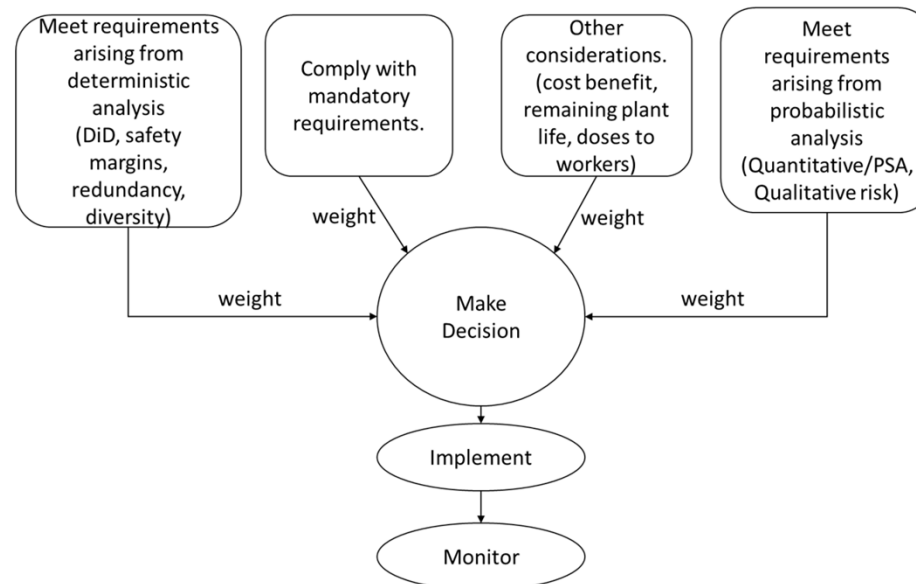 Meet requirements
arising from
deterministic
analysis
(DiD, safety
margins,
redundancy,
diversity)
Comply with
mandatory
requirements.
Other
considerations.
(cost benefit,
remaining plant
life, doses to
workers)
Meet
requirements
arising from
probabilistic
analysis
(Quantitative/PSA,
Qualitative risk)
weight
weight
weight
weight
Make
Decision
Implement
Monitor